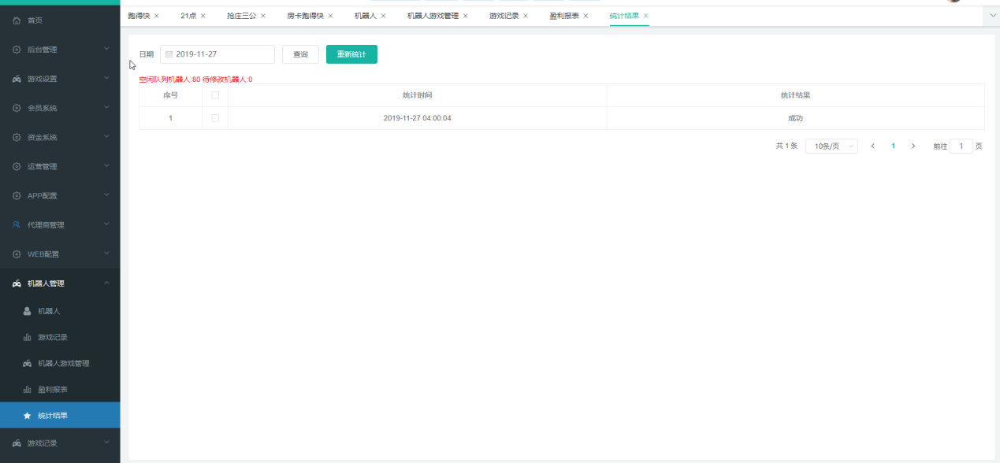 首页
后台管理
游戏设置
会员系统
资金系统
运营管理
APP配置
代理商管理
WEB配置
机器人管理
机器人
游戏记录
机器人游戏管理
盈利报表
统计结果
游戏记录
跑得快 × 21点 × 抢庄三公 × 房卡跑得快 × 机器人 × 机器人游戏管理 × 游戏记录 × 盈利报表 × 统计结果 ×
日期 2019-11-27 查询 重新统计
空闲队列机器人:80 待修改机器人:0
序号 统计时间 统计结果
1 2019-11-27 04:00:04 成功
共 1 条 10条/页 < 1 > 前往 1 页